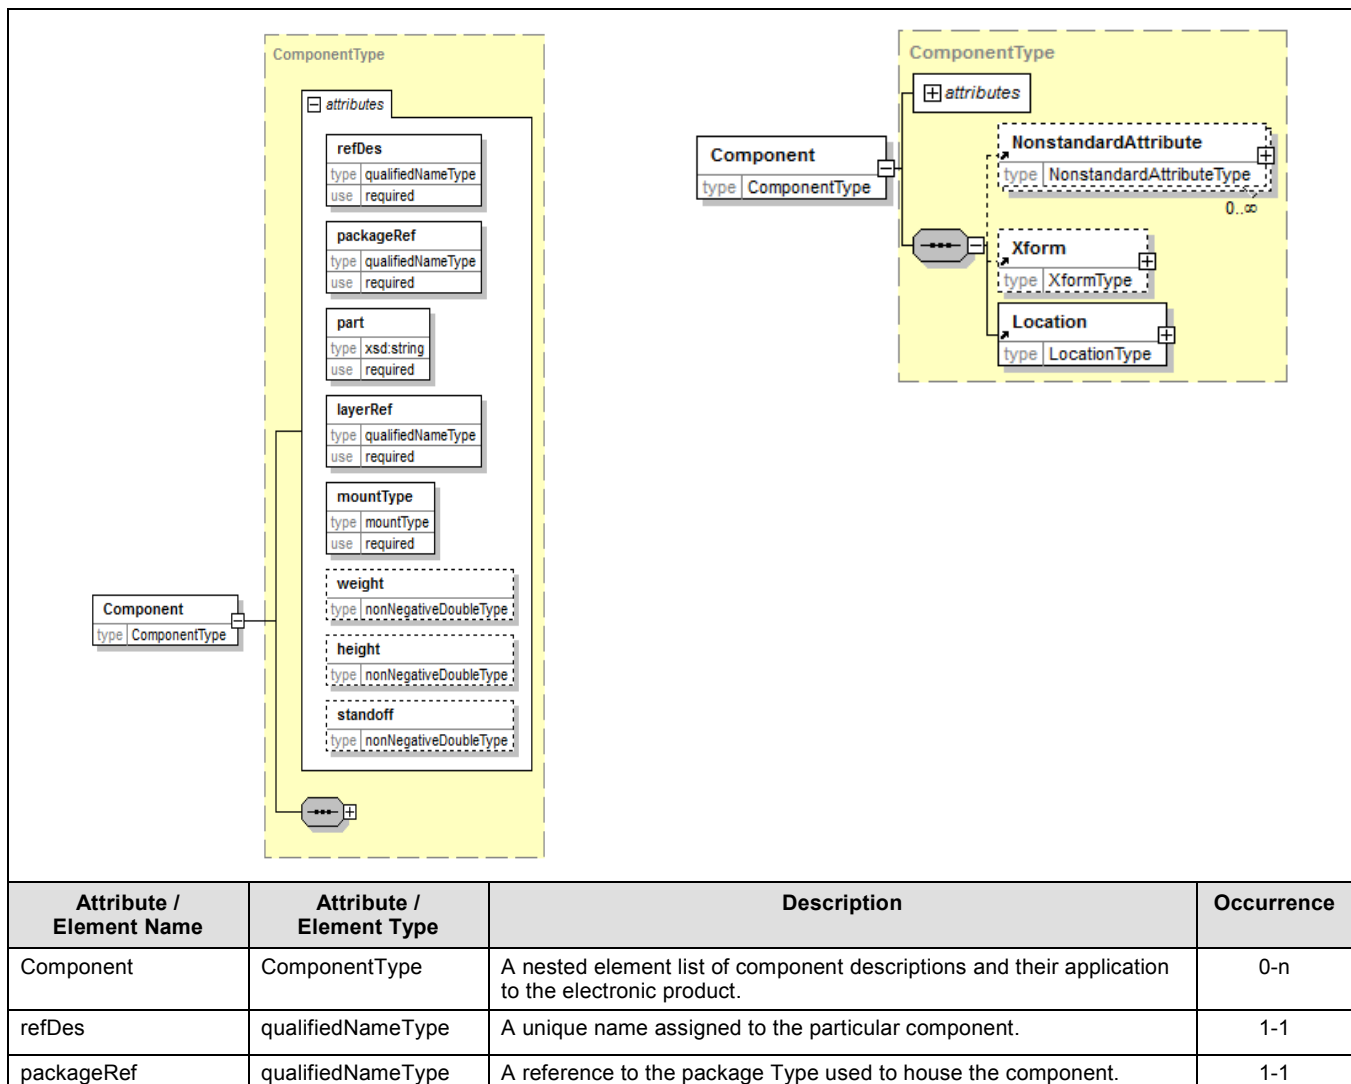 ComponentType
attributes
refDes
type qualifiedNameType
use required
packageRef
type qualifiedNameType
use required
part
type xsd:string
use required
layerRef
type qualifiedNameType
use required
mountType
type mountType
use required
weight
type nonNegativeDoubleType
height
type nonNegativeDoubleType
standoff
type nonNegativeDoubleType
Component
type ComponentType
ComponentType
attributes
Component
type ComponentType
NonstandardAttribute
type NonstandardAttributeType
0..∞
Xform
type XformType
Location
type LocationType
Attribute / Attribute / Description Occurrence
Element Name Element Type
Component ComponentType A nested element list of component descriptions and their application 0-n
to the electronic product.
refDes qualifiedNameType A unique name assigned to the particular component. 1-1
packageRef qualifiedNameType A reference to the package Type used to house the component. 1-1